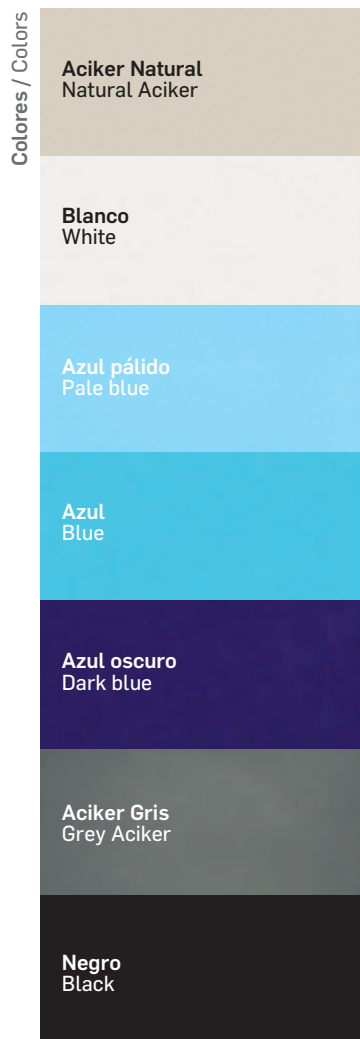 Colores / Colors
Aciker Natural
Natural Aciker
Blanco
White
Azul pálido
Pale blue
Azul
Blue
Azul oscuro
Dark blue
Aciker Gris
Grey Aciker
Negro
Black